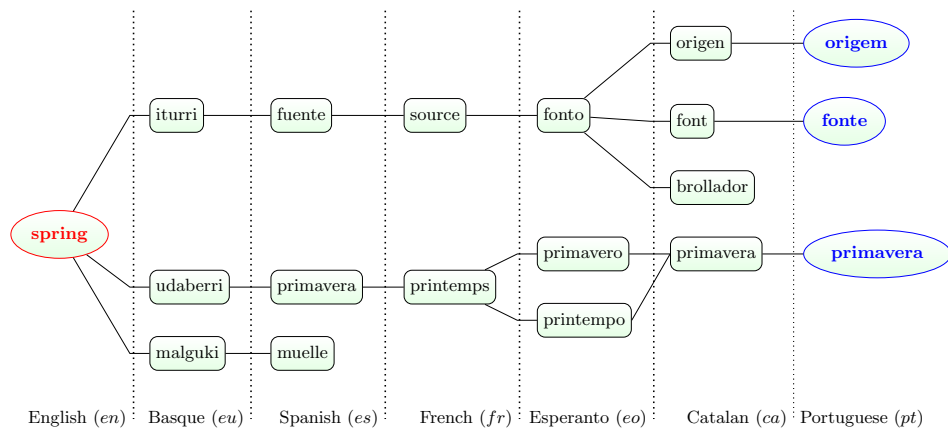 origen
origem
iturri
fuente
source
fonto
font
fonte
brollador
spring
primavero
primavera
primavera
udaberri
primavera
printemps
printempo
malguki
muelle
English (en)
Basque (eu)
Spanish (es)
French (fr)
Esperanto (eo)
Catalan (ca)
Portuguese (pt)